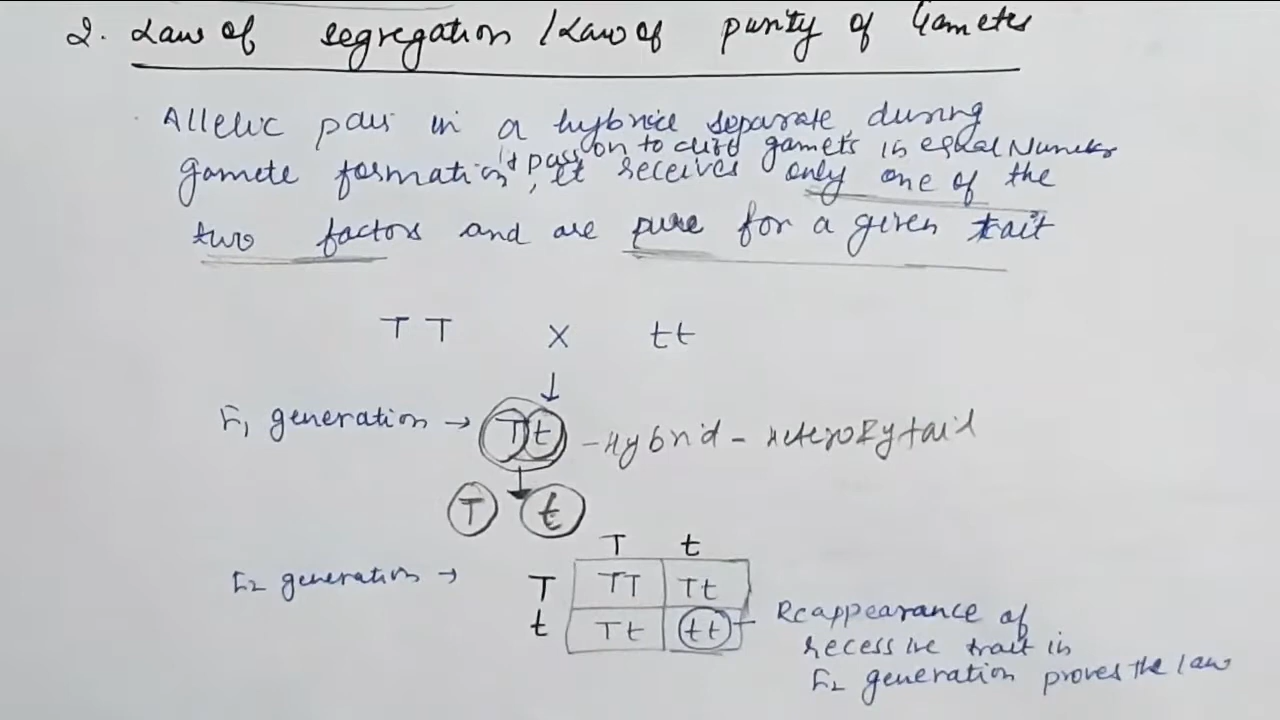 2. Law of segregation / Law of purity of Gametes
Allelic pair in a hybrid separate during
pass on to diff gamets in equal Number
gamete formation, it receives only one of the
two factors and are pure for a given trait
TT X tt
F1 generation → Tt - Hybrid -
T t
T t
F2 generation → T TT Tt
t Tt tt Reappearance of
recessive trait in
F2 generation proves the law